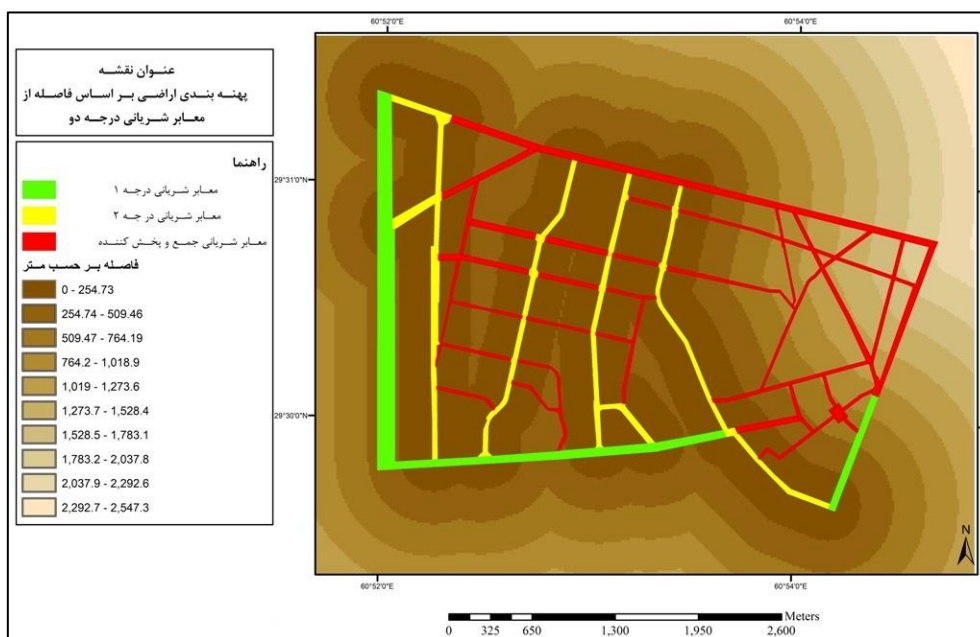 عنوان نقشه
پهنه بندی اراضی بر اساس فاصله از
معابر شریانی درجه دو
راهنما
معابر شریانی درجه ۱
معابر شریانی درجه ۲
معابر شریانی جمع و پخش کننده
فاصله بر حسب متر
0 - 254.73
254.74 - 509.46
509.47 - 764.19
764.2 - 1,018.9
1,019 - 1,273.6
1,273.7 - 1,528.4
1,528.5 - 1,783.1
1,783.2 - 2,037.8
2,037.9 - 2,292.6
2,292.7 - 2,547.3
60°52'0"E
60°54'0"E
29°31'0"N
29°30'0"N
N
60°52'0"E
60°54'0"E
Meters
0 325 650 1,300 1,950 2,600